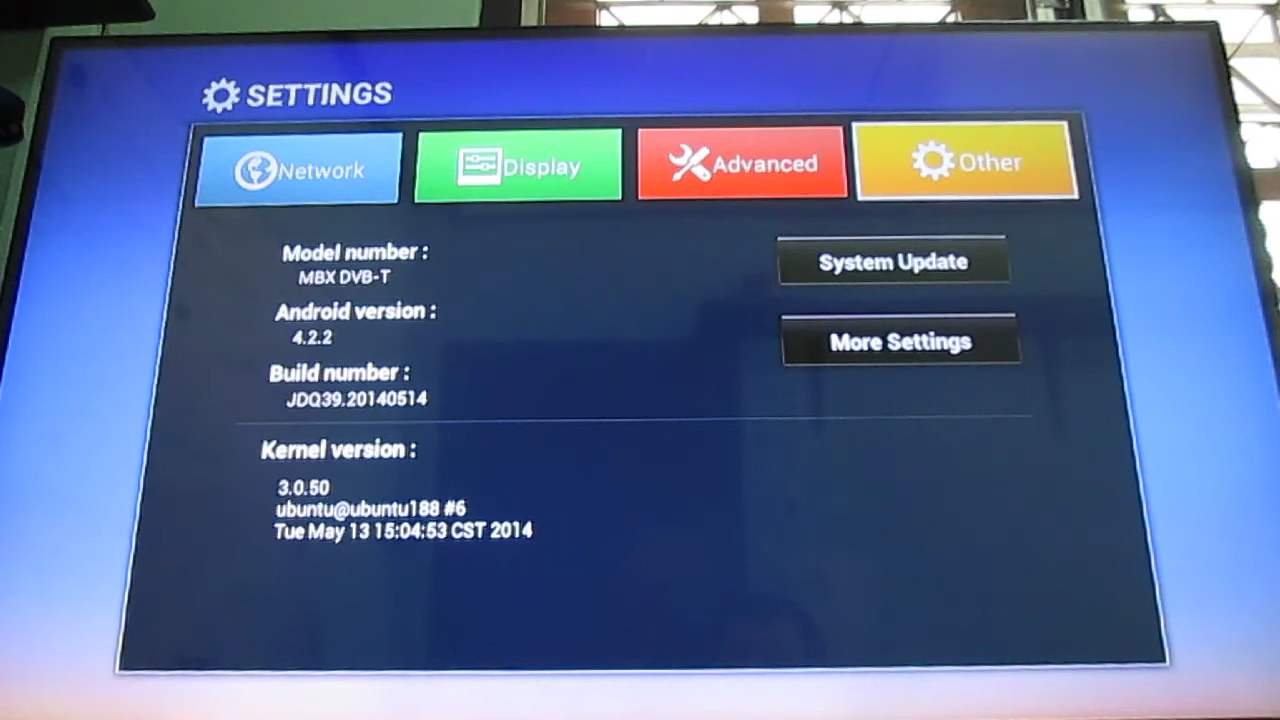 SETTINGS
Network
Display
Advanced
Other
Model number :
MBX DVB-T
Android version :
4.2.2
Build number :
JDQ39.20140514
System Update
More Settings
Kernel version :
3.0.50
ubuntu@ubuntu188 #6
Tue May 13 15:04:53 CST 2014